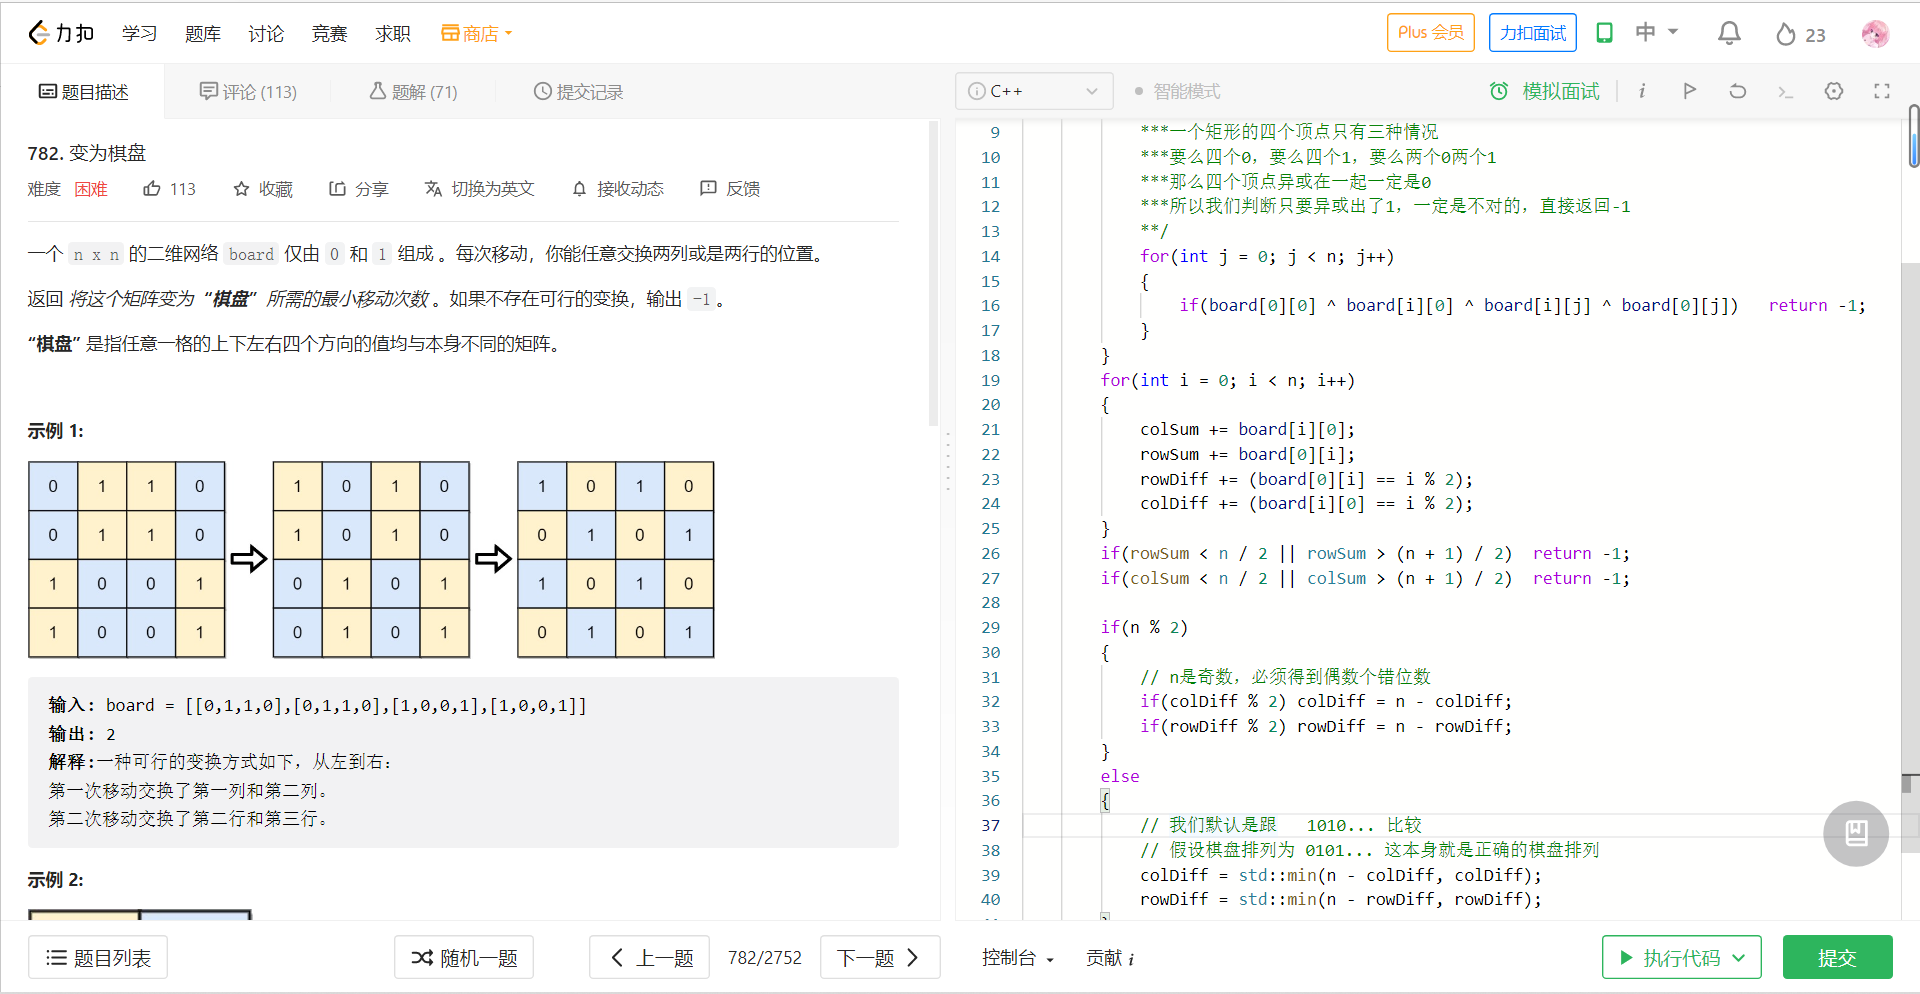 力扣 学习 题库 讨论 竞赛 求职 商店 Plus 会员 力扣面试 中 23
题目描述 评论 (113) 题解 (71) 提交记录 C++ 智能模式 模拟面试 i
782. 变为棋盘
难度 困难 113 收藏 分享 切换为英文 接收动态 反馈
一个 n x n 的二维网络 board 仅由 0 和 1 组成 。每次移动，你能任意交换两列或是两行的位置。
返回 将这个矩阵变为 “棋盘” 所需的最小移动次数 。如果不存在可行的变换，输出 -1。
“棋盘” 是指任意一格的上下左右四个方向的值均与本身不同的矩阵。
示例 1:
0 1 1 0 1 0 1 0 1 0 1 0
0 1 1 0 1 0 1 0 0 1 0 1
1 0 0 1 0 1 0 1 1 0 1 0
1 0 0 1 0 1 0 1 0 1 0 1
输入: board = [[0,1,1,0],[0,1,1,0],[1,0,0,1],[1,0,0,1]]
输出: 2
解释:一种可行的变换方式如下，从左到右:
第一次移动交换了第一列和第二列。
第二次移动交换了第二行和第三行。
示例 2:
9 ***一个矩形的四个顶点只有三种情况
10 ***要么四个0，要么四个1，要么两个0两个1
11 ***那么四个顶点异或在一起一定是0
12 ***所以我们判断只要异或出了1，一定是不对的，直接返回-1
13 **/
14 for(int j = 0; j < n; j++)
15 {
16 if(board[0][0] ^ board[i][0] ^ board[i][j] ^ board[0][j]) return -1;
17 }
18 }
19 for(int i = 0; i < n; i++)
20 {
21 colSum += board[i][0];
22 rowSum += board[0][i];
23 rowDiff += (board[0][i] == i % 2);
24 colDiff += (board[i][0] == i % 2);
25 }
26 if(rowSum < n / 2 || rowSum > (n + 1) / 2) return -1;
27 if(colSum < n / 2 || colSum > (n + 1) / 2) return -1;
28
29 if(n % 2)
30 {
31 // n是奇数，必须得到偶数个错位数
32 if(colDiff % 2) colDiff = n - colDiff;
33 if(rowDiff % 2) rowDiff = n - rowDiff;
34 }
35 else
36 {
37 // 我们默认是跟 1010... 比较
38 // 假设棋盘排列为 0101... 这本身就是正确的棋盘排列
39 colDiff = std::min(n - colDiff, colDiff);
40 rowDiff = std::min(n - rowDiff, rowDiff);
题目列表 随机一题 上一题 782/2752 下一题 控制台 贡献 i 执行代码 提交